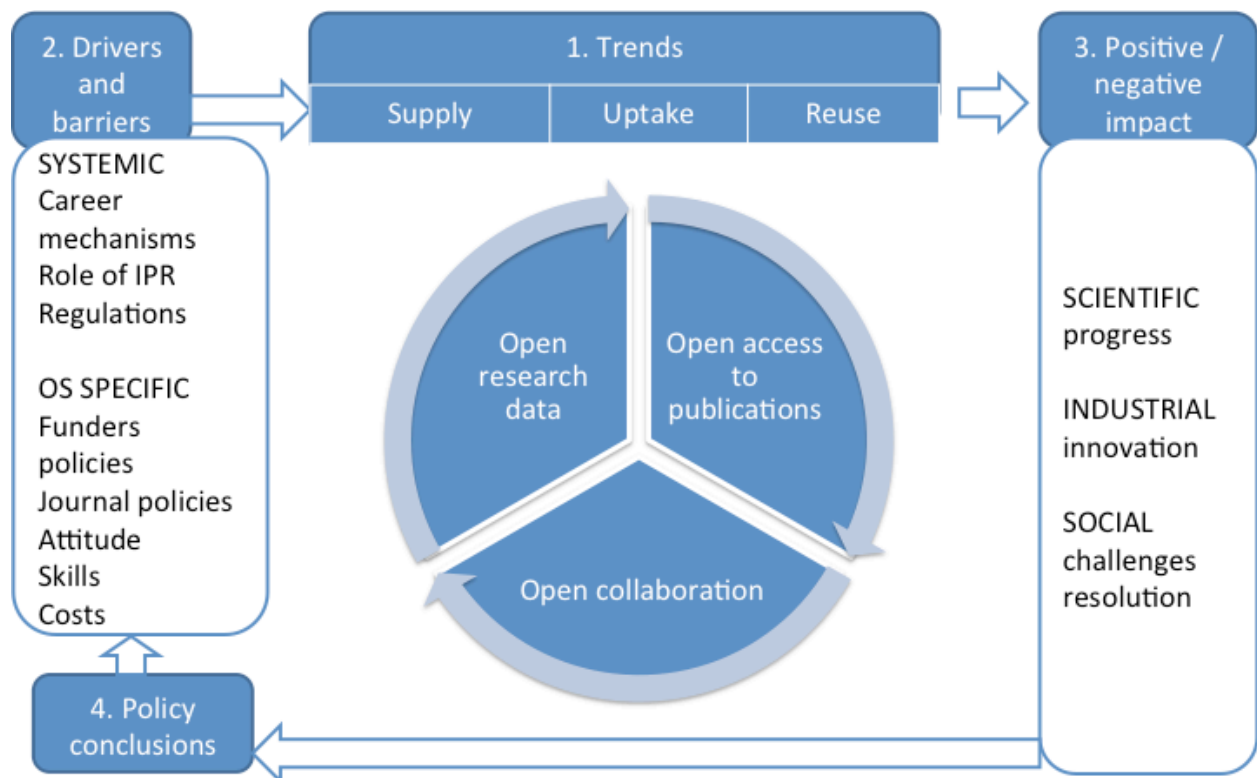 2. Drivers
and
barriers
SYSTEMIC
Career
mechanisms
Role of IPR
Regulations
OS SPECIFIC
Funders
policies
Journal policies
Attitude
Skills
Costs
1. Trends
Supply
Uptake
Reuse
Open
research
data
Open access
to
publications
Open collaboration
3. Positive /
negative
impact
SCIENTIFIC
progress
INDUSTRIAL
innovation
SOCIAL
challenges
resolution
4. Policy
conclusions